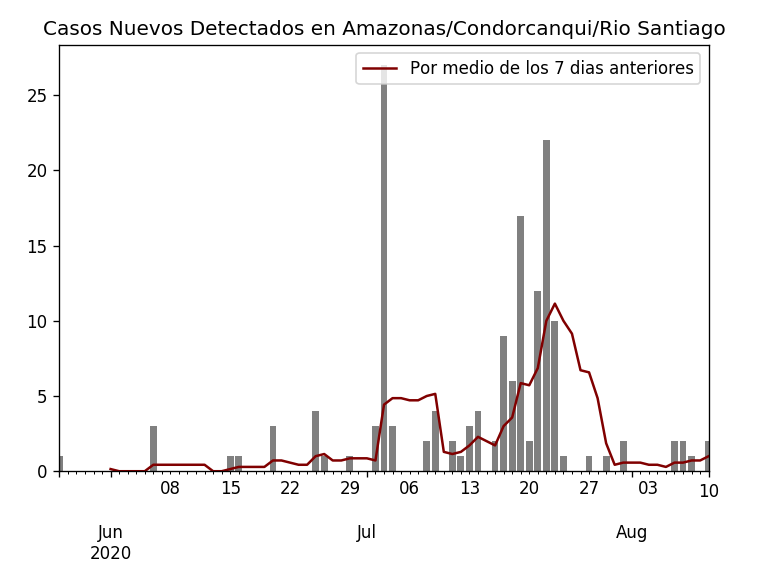 Casos Nuevos Detectados en Amazonas/Condorcanqui/Rio Santiago
Por medio de los 7 dias anteriores
25
20
15
10
5
0
08 15 22 29 06 13 20 27 03 10
Jun Jul Aug
2020